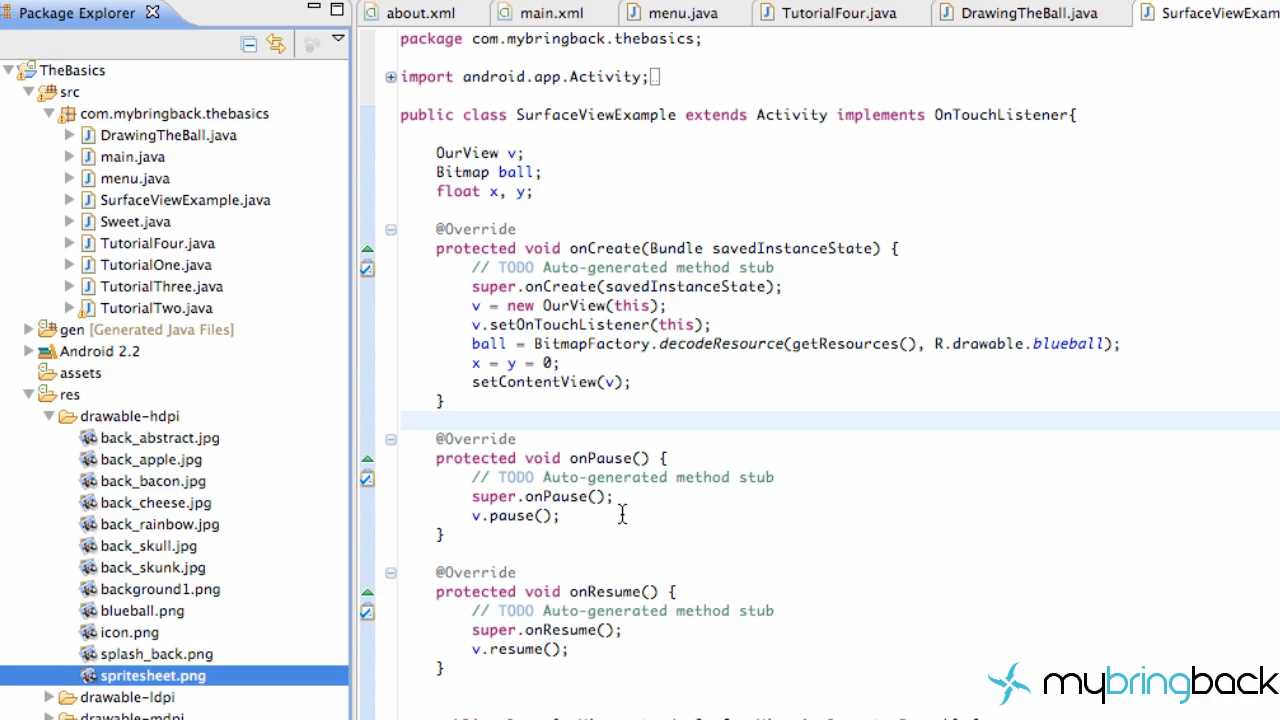 Package Explorer
TheBasics
src
com.mybringback.thebasics
DrawingTheBall.java
main.java
menu.java
SurfaceViewExample.java
Sweet.java
TutorialFour.java
TutorialOne.java
TutorialThree.java
TutorialTwo.java
gen [Generated Java Files]
Android 2.2
assets
res
drawable-hdpi
back_abstract.jpg
back_apple.jpg
back_bacon.jpg
back_cheese.jpg
back_rainbow.jpg
back_skull.jpg
back_skunk.jpg
background1.png
blueball.png
icon.png
splash_back.png
spritesheet.png
drawable-ldpi
drawable-mdpi
about.xml main.xml menu.java TutorialFour.java DrawingTheBall.java SurfaceViewExam
package com.mybringback.thebasics;
import android.app.Activity;
public class SurfaceViewExample extends Activity implements OnTouchListener{
OurView v;
Bitmap ball;
float x, y;
@Override
protected void onCreate(Bundle savedInstanceState) {
// TODO Auto-generated method stub
super.onCreate(savedInstanceState);
v = new OurView(this);
v.setOnTouchListener(this);
ball = BitmapFactory.decodeResource(getResources(), R.drawable.blueball);
x = y = 0;
setContentView(v);
}
@Override
protected void onPause() {
// TODO Auto-generated method stub
super.onPause();
v.pause();
}
@Override
protected void onResume() {
// TODO Auto-generated method stub
super.onResume();
v.resume();
}
mybringback